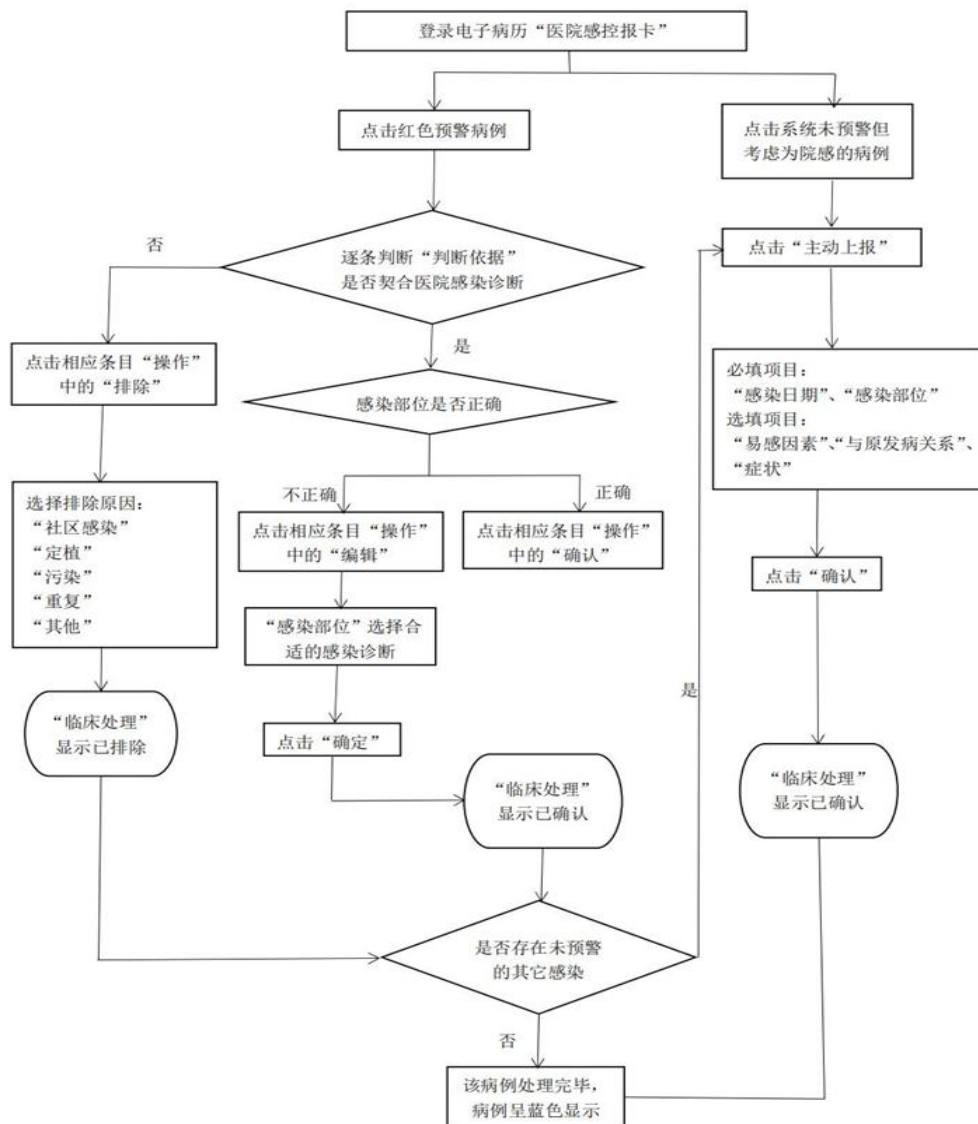 登录电子病历“医院感控报卡”
点击红色预警病例
点击系统未预警但
考虑为院感的病例
否
逐条判断“判断依据”
是否契合医院感染诊断
点击“主动上报”
是
点击相应条目“操作”
中的“排除”
感染部位是否正确
必填项目：
“感染日期”、“感染部位”
选填项目：
“易感因素”、“与原发病关系”、
“症状”
不正确
正确
选择排除原因：
“社区感染”
“定植”
“污染”
“重复”
“其他”
点击相应条目“操作”
中的“编辑”
点击相应条目“操作”
中的“确认”
点击“确认”
“感染部位”选择合
适的感染诊断
是
“临床处理”
显示已排除
点击“确定”
“临床处理”
显示已确认
“临床处理”
显示已确认
是否存在未预警
的其它感染
否
该病例处理完毕，
病例呈蓝色显示